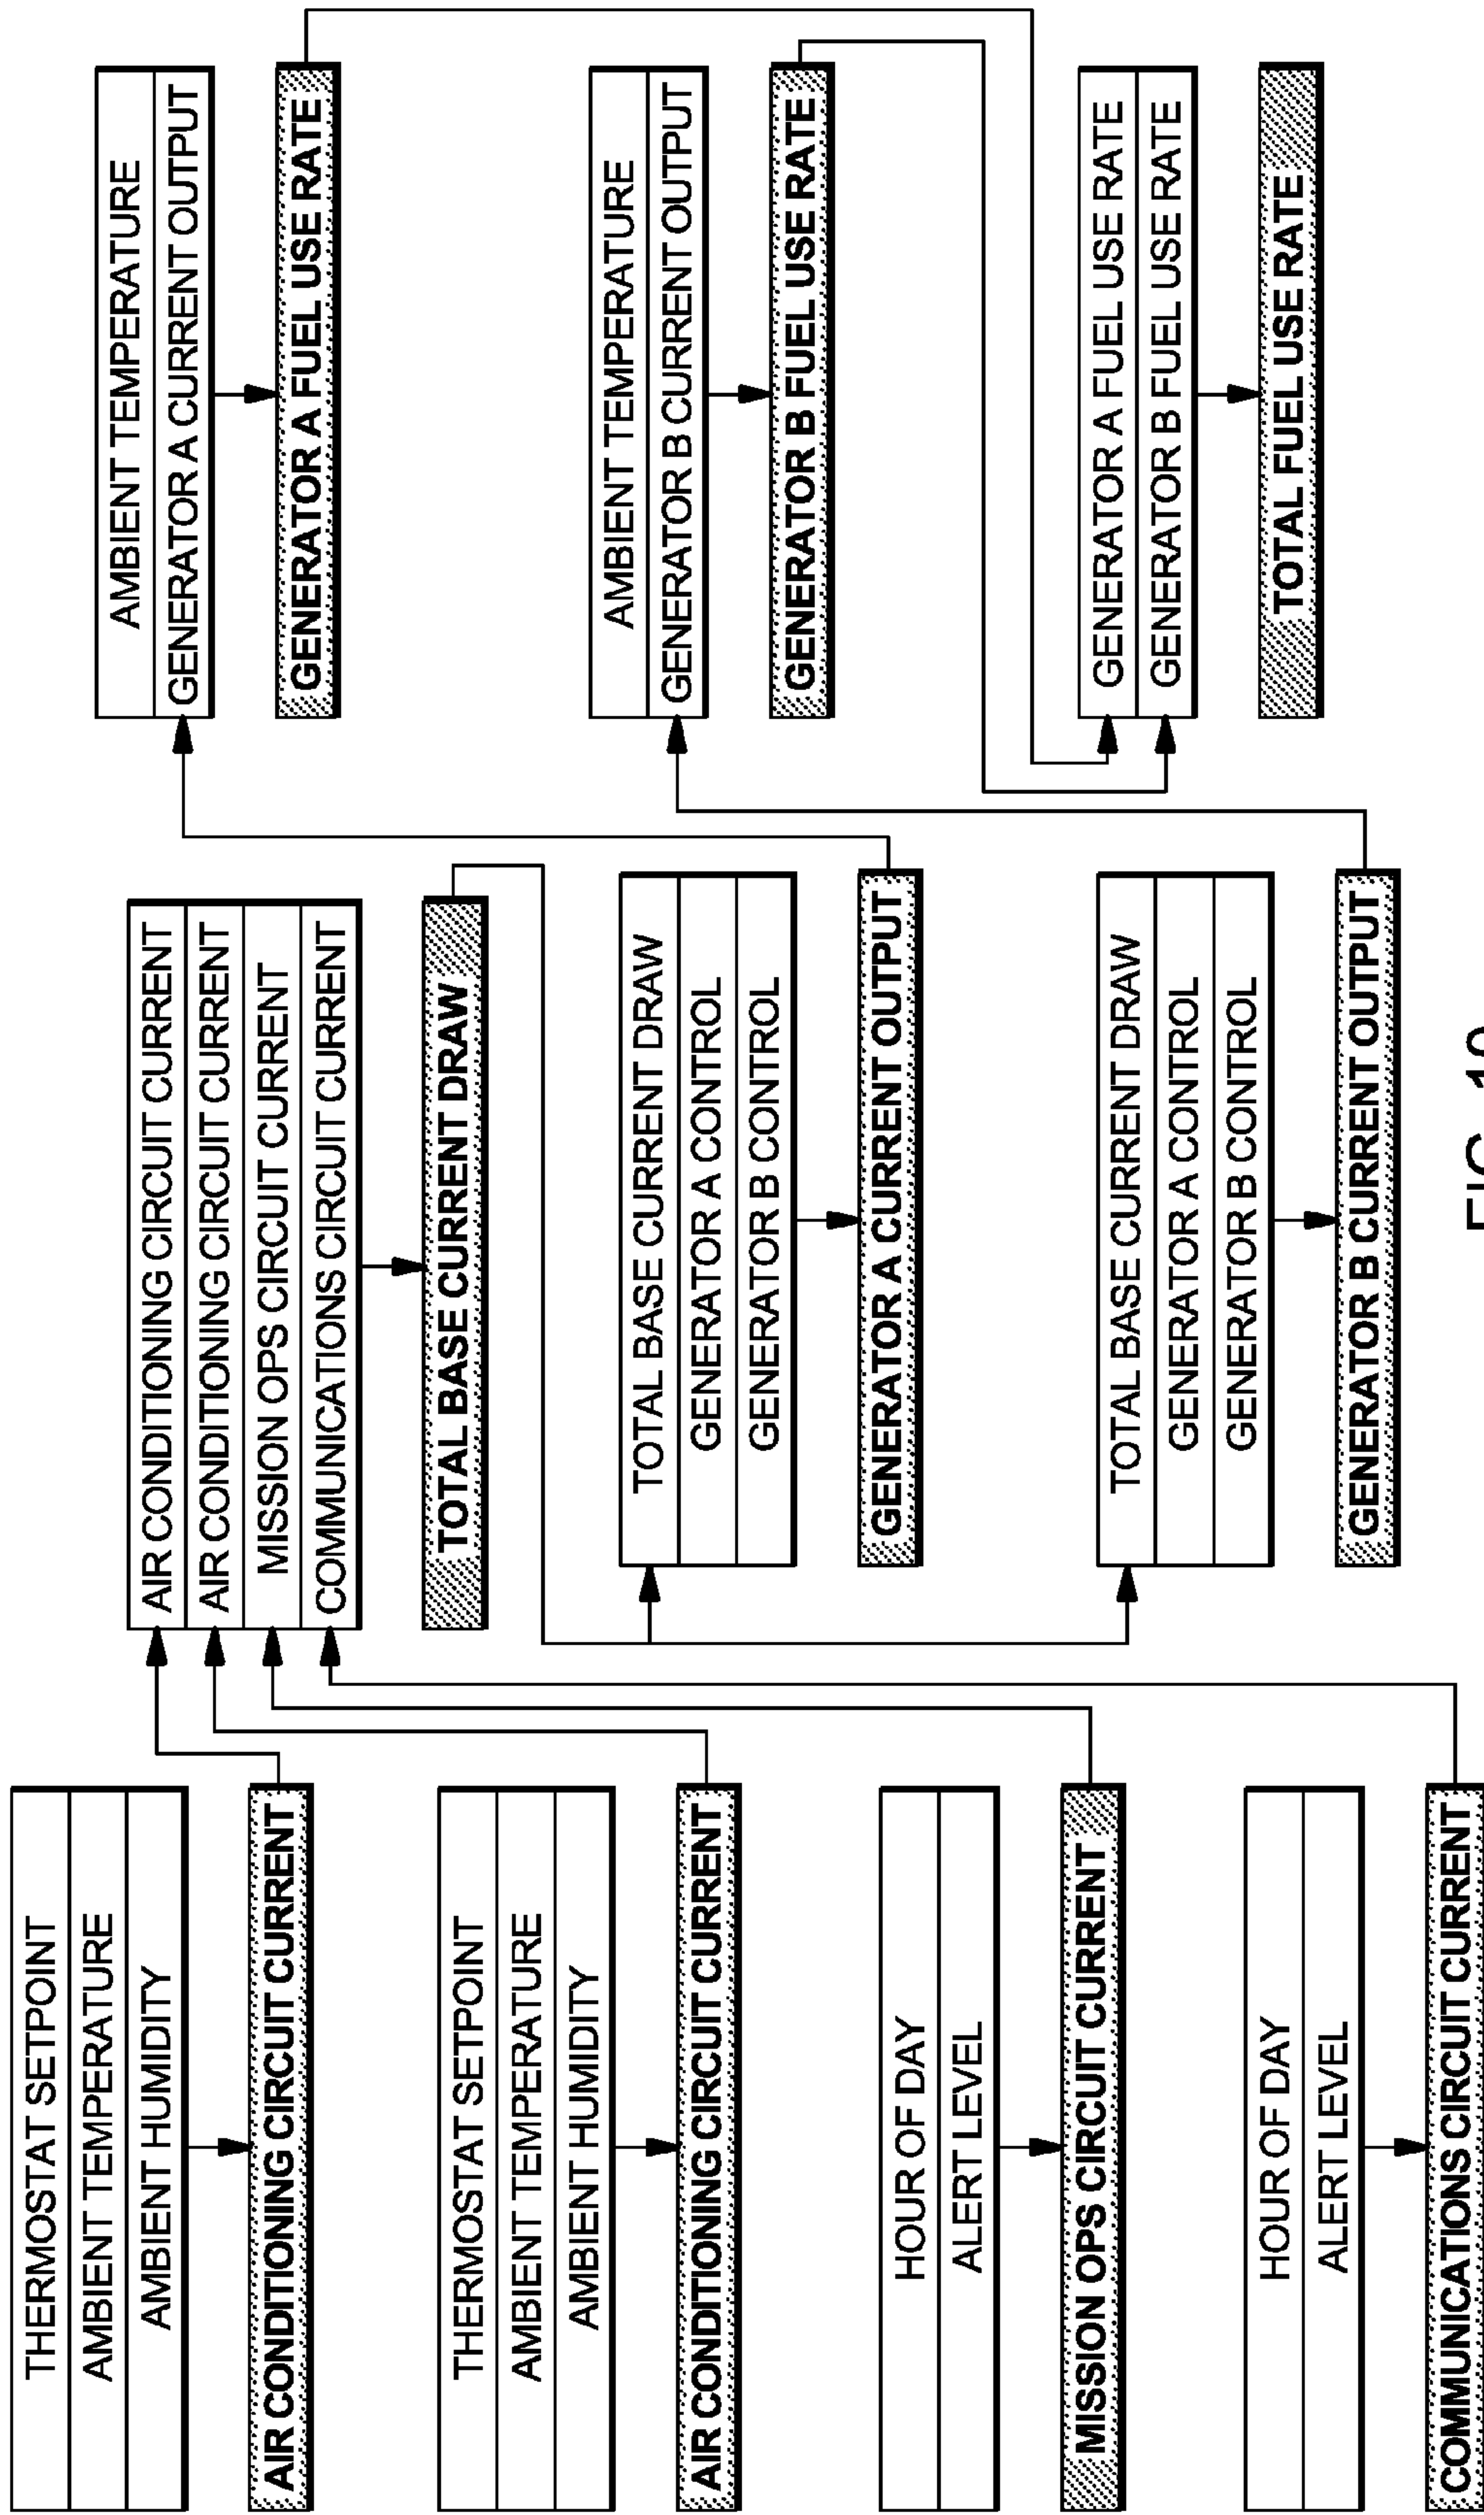 THERMOSTAT SETPOINT
AMBIENT TEMPERATURE
AMBIENT HUMIDITY
AIR CONDITIONING CIRCUIT CURRENT
THERMOSTAT SETPOINT
AMBIENT TEMPERATURE
AMBIENT HUMIDITY
AIR CONDITIONING CIRCUIT CURRENT
HOUR OF DAY
ALERT LEVEL
MISSION OPS CIRCUIT CURRENT
HOUR OF DAY
ALERT LEVEL
COMMUNICATIONS CIRCUIT CURRENT
AIR CONDITIONING CIRCUIT CURRENT
AIR CONDITIONING CIRCUIT CURRENT
MISSION OPS CIRCUIT CURRENT
COMMUNICATIONS CIRCUIT CURRENT
TOTAL BASE CURRENT DRAW
TOTAL BASE CURRENT DRAW
GENERATOR A CONTROL
GENERATOR B CONTROL
GENERATOR A CURRENT OUTPUT
TOTAL BASE CURRENT DRAW
GENERATOR A CONTROL
GENERATOR B CONTROL
GENERATOR B CURRENT OUTPUT
AMBIENT TEMPERATURE
GENERATOR A CURRENT OUTPUT
GENERATOR A FUEL USE RATE
AMBIENT TEMPERATURE
GENERATOR B CURRENT OUTPUT
GENERATOR B FUEL USE RATE
GENERATOR A FUEL USE RATE
GENERATOR B FUEL USE RATE
TOTAL FUEL USE RATE
FIG.